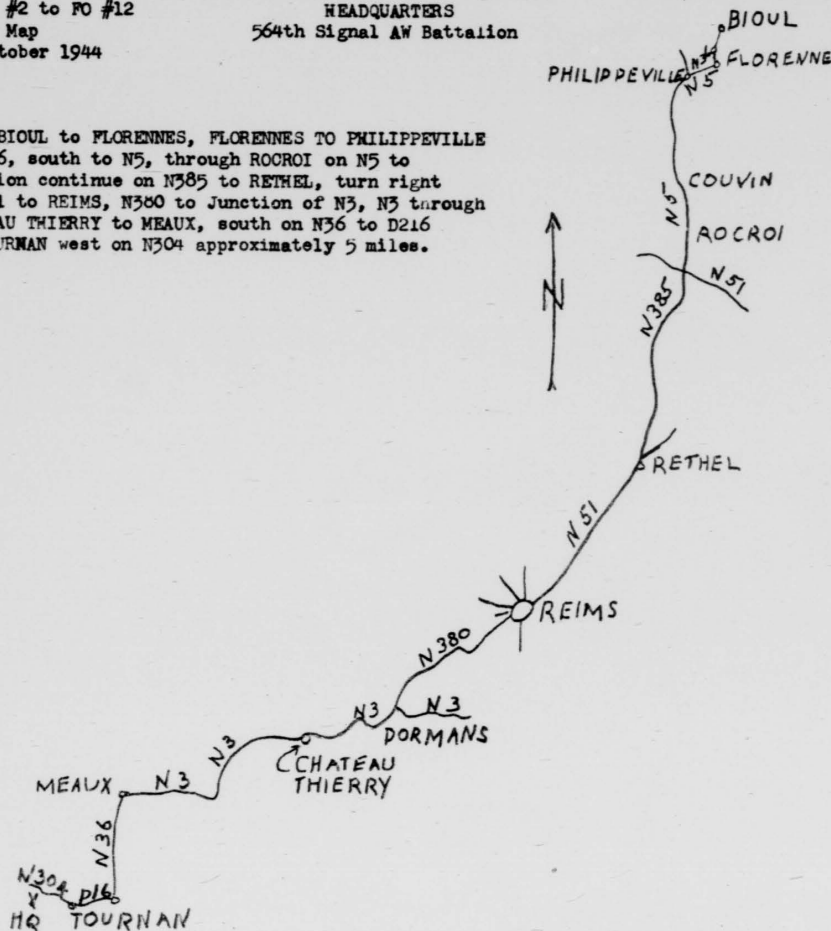 #2 to FO #12
Map
tober 1944
HEADQUARTERS
564th Signal AW Battalion
BIOUL to FLORENNES, FLORENNES TO PHILIPPEVILLE
6, south to N5, through ROCROI on N5 to
ion continue on N385 to RETHEL, turn right
l to REIMS, N380 to Junction of N3, N3 through
AU THIERRY to MEAUX, south on N36 to D216
URMAN west on N304 approximately 5 miles.
BIOUL
FLORENNE
PHILIPPEVILLE
N5
COUVIN
N5
ROCROI
N51
N385
N
RETHEL
N51
REIMS
N380
N3
N3
DORMANS
CHATEAU
THIERRY
N3
N3
MEAUX
N36
N304
X
HQ
D16
TOURNAN